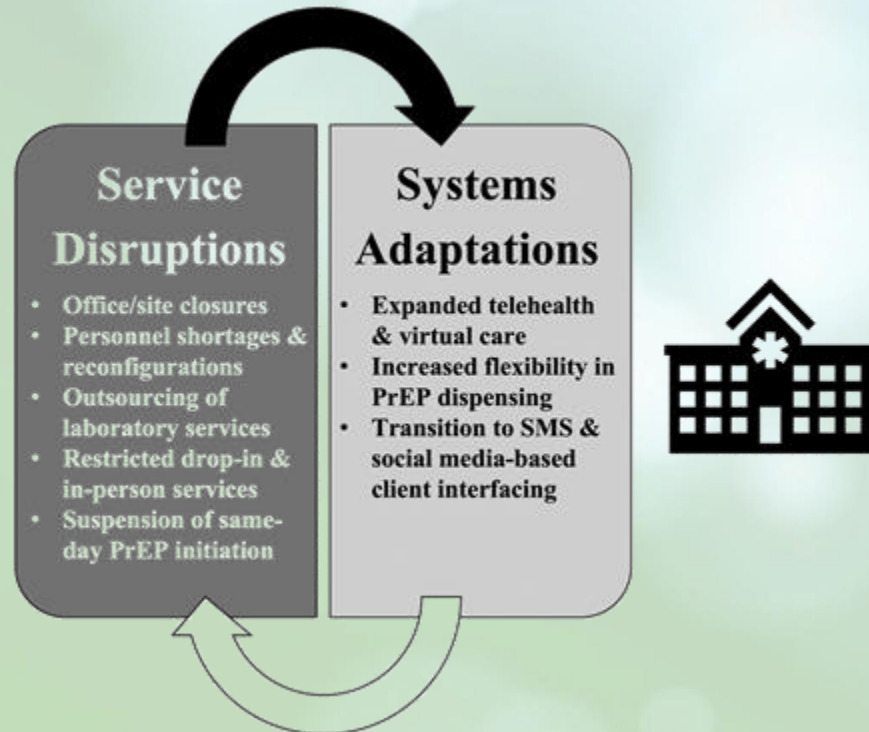 Service
Disruptions
• Office/site closures
• Personnel shortages &
reconfigurations
• Outsourcing of
laboratory services
• Restricted drop-in &
in-person services
• Suspension of same-
day PrEP initiation
Systems
Adaptations
• Expanded telehealth
& virtual care
• Increased flexibility in
PrEP dispensing
• Transition to SMS &
social media-based
client interfacing